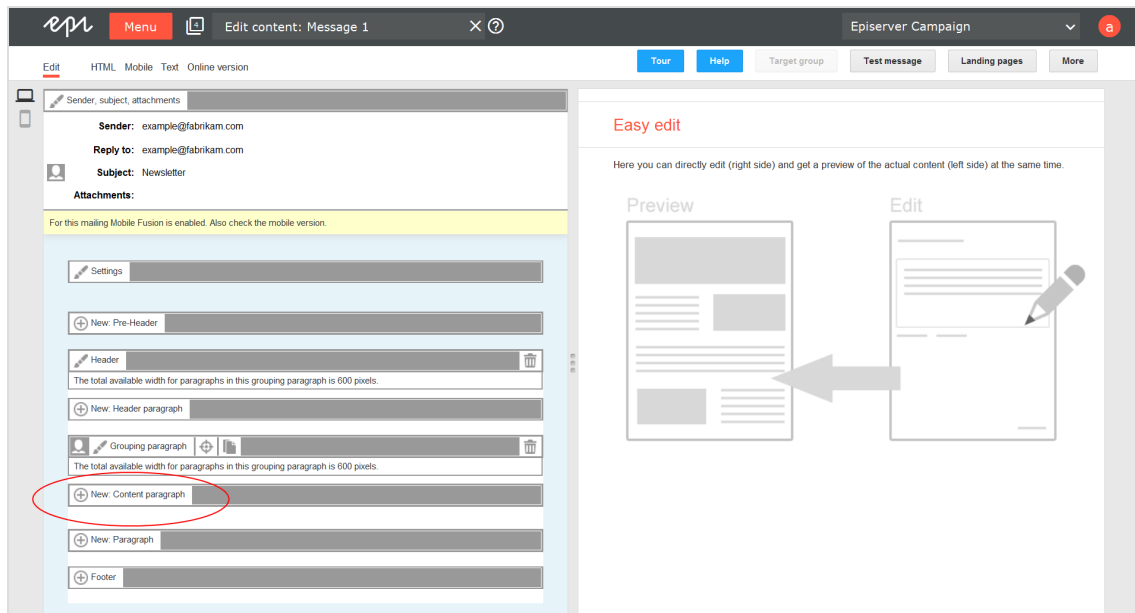 epi Menu 4 Edit content: Message 1 Episerver Campaign a
Edit HTML Mobile Text Online version Tour Help Target group Test message Landing pages More
Sender, subject, attachments
Sender: example@fabrikam.com
Reply to: example@fabrikam.com
Subject: Newsletter
Attachments:
For this mailing Mobile Fusion is enabled. Also check the mobile version.
Settings
New: Pre-Header
Header
The total available width for paragraphs in this grouping paragraph is 600 pixels.
New: Header paragraph
Grouping paragraph
The total available width for paragraphs in this grouping paragraph is 600 pixels.
New: Content paragraph
New: Paragraph
Footer
Easy edit
Here you can directly edit (right side) and get a preview of the actual content (left side) at the same time.
Preview Edit